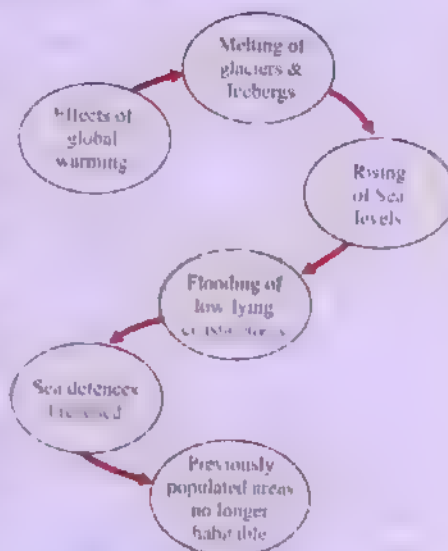 Effects of
global
warming
Melting of
glaciers &
Icebergs
Rising
of Sea
levels
Flooding of
low lying
Sea defences
Previously
populated areas
no longer
habitable